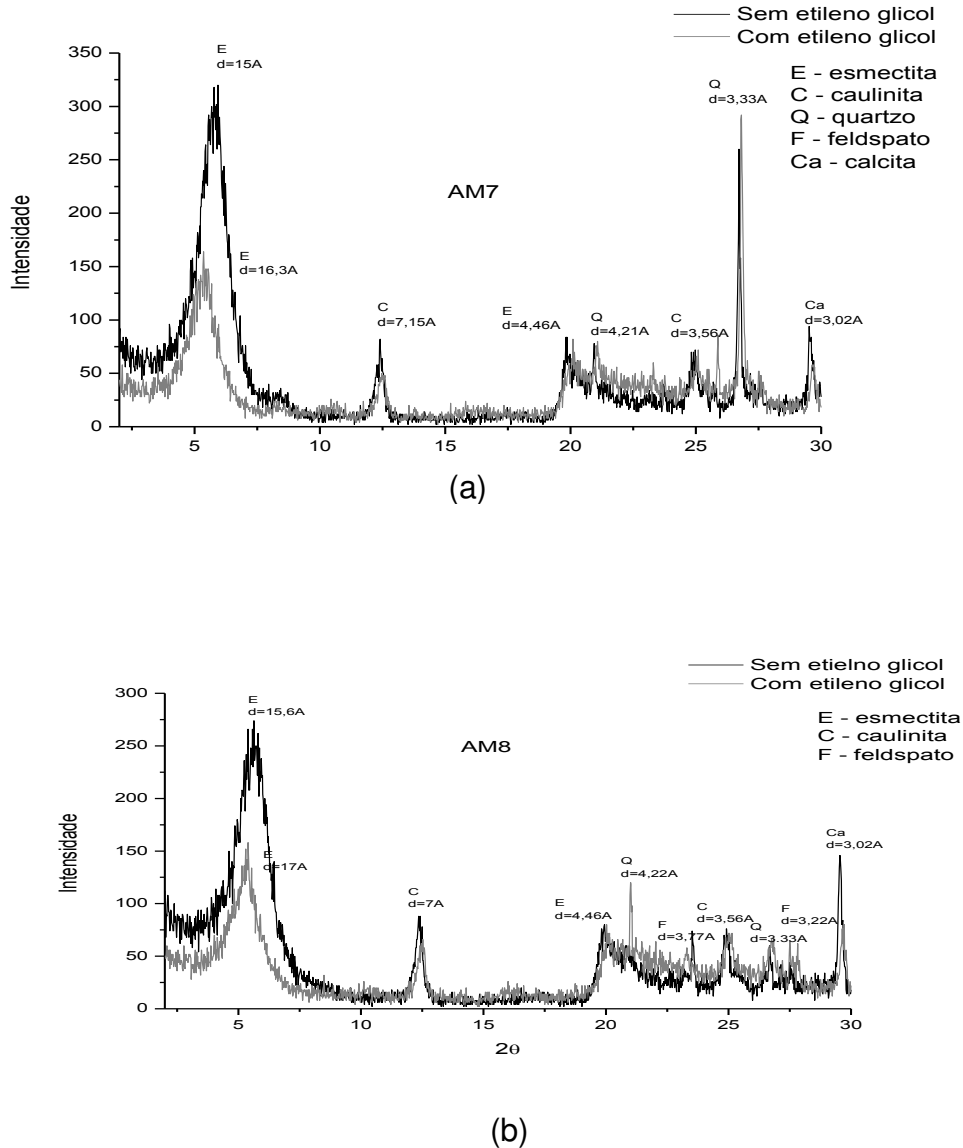 Sem etileno glicol
Com etileno glicol
E - esmectita
C - caulinita
Q - quartzo
F - feldspato
Ca - calcita
AM7
Intensidade
350
300
250
200
150
100
50
0
5
10
15
20
25
30
E
d=15A
E
d=16,3A
C
d=7,15A
E
d=4,46A
Q
d=4,21A
C
d=3,56A
Q
d=3,33A
Ca
d=3,02A
(a)
Sem etielno glicol
Com etileno glicol
E - esmectita
C - caulinita
F - feldspato
AM8
Intensidade
300
250
200
150
100
50
0
5
10
15
20
25
30
2θ
E
d=15,6A
E
d=17A
C
d=7A
E
d=4,46A
Q
d=4,22A
F
d=3,77A
C
d=3,56A
Q
d=3.33A
F
d=3,22A
Ca
d=3,02A
(b)